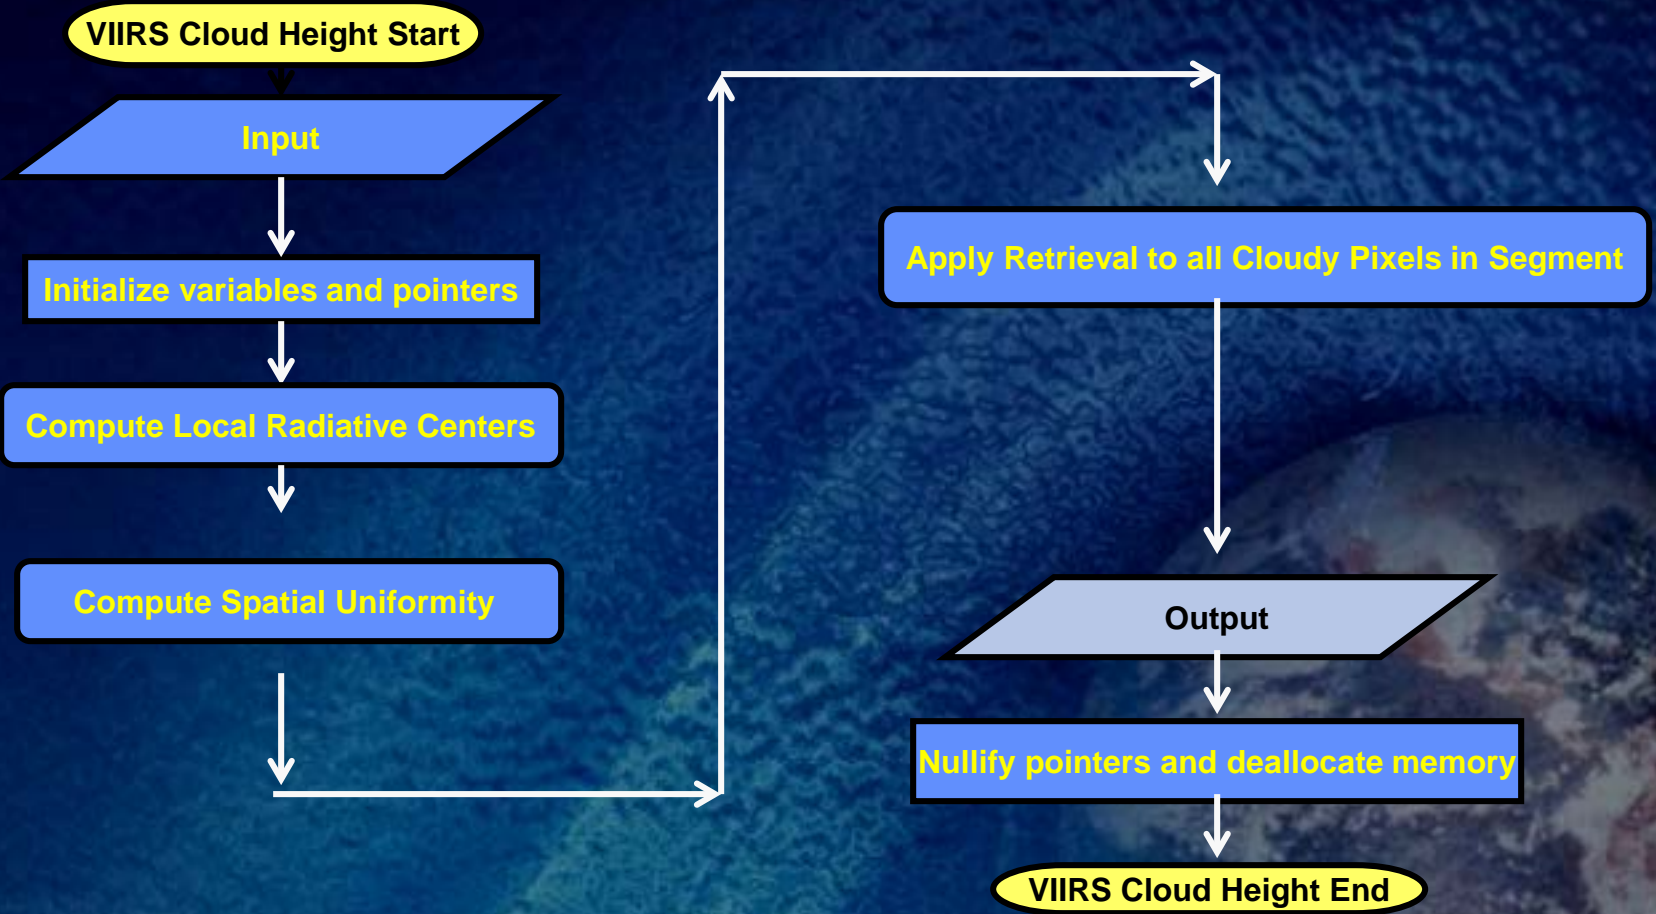 VIIRS Cloud Height Start
Input
Initialize variables and pointers
Compute Local Radiative Centers
Compute Spatial Uniformity
Apply Retrieval to all Cloudy Pixels in Segment
Output
Nullify pointers and deallocate memory
VIIRS Cloud Height End